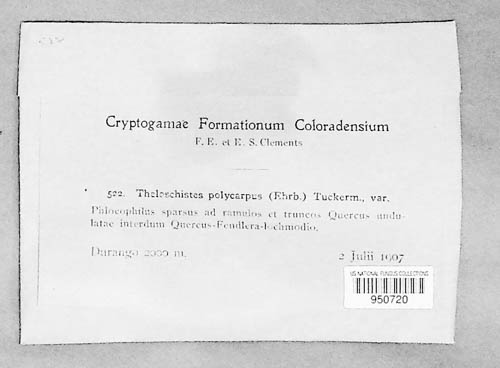 Cryptogamae Formationum Coloradensium
F. E. et E. S. Clements
522. Theloschistes polycarpus (Ehrb.) Tuckerm., var.
Phloeophilus sparsus ad ramulos et truncos Quercus undu-
latae interdum Quercus-Fendlera-lochmodio.
Durango 2000 m.
2 Julii 1907
US NATIONAL FUNGUS COLLECTIONS
950720